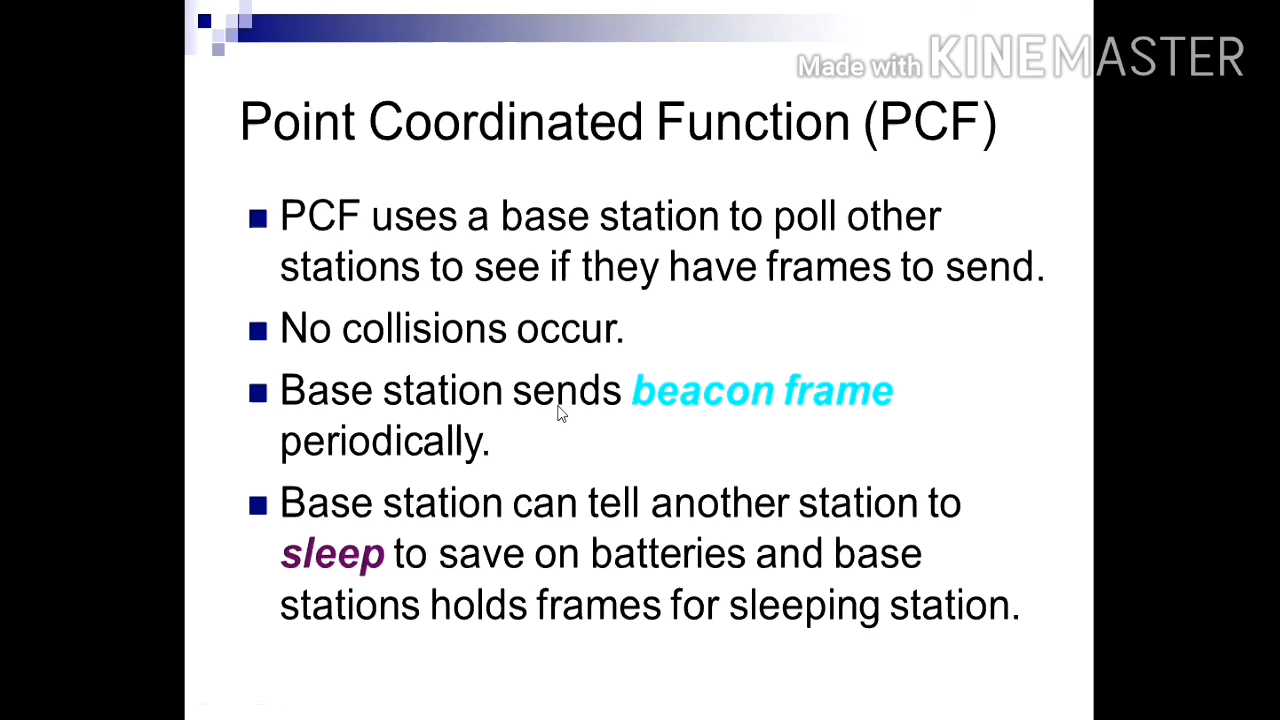 Made with KINEMASTER
Point Coordinated Function (PCF)
PCF uses a base station to poll other
stations to see if they have frames to send.
No collisions occur.
Base station sends beacon frame
periodically.
Base station can tell another station to
sleep to save on batteries and base
stations holds frames for sleeping station.